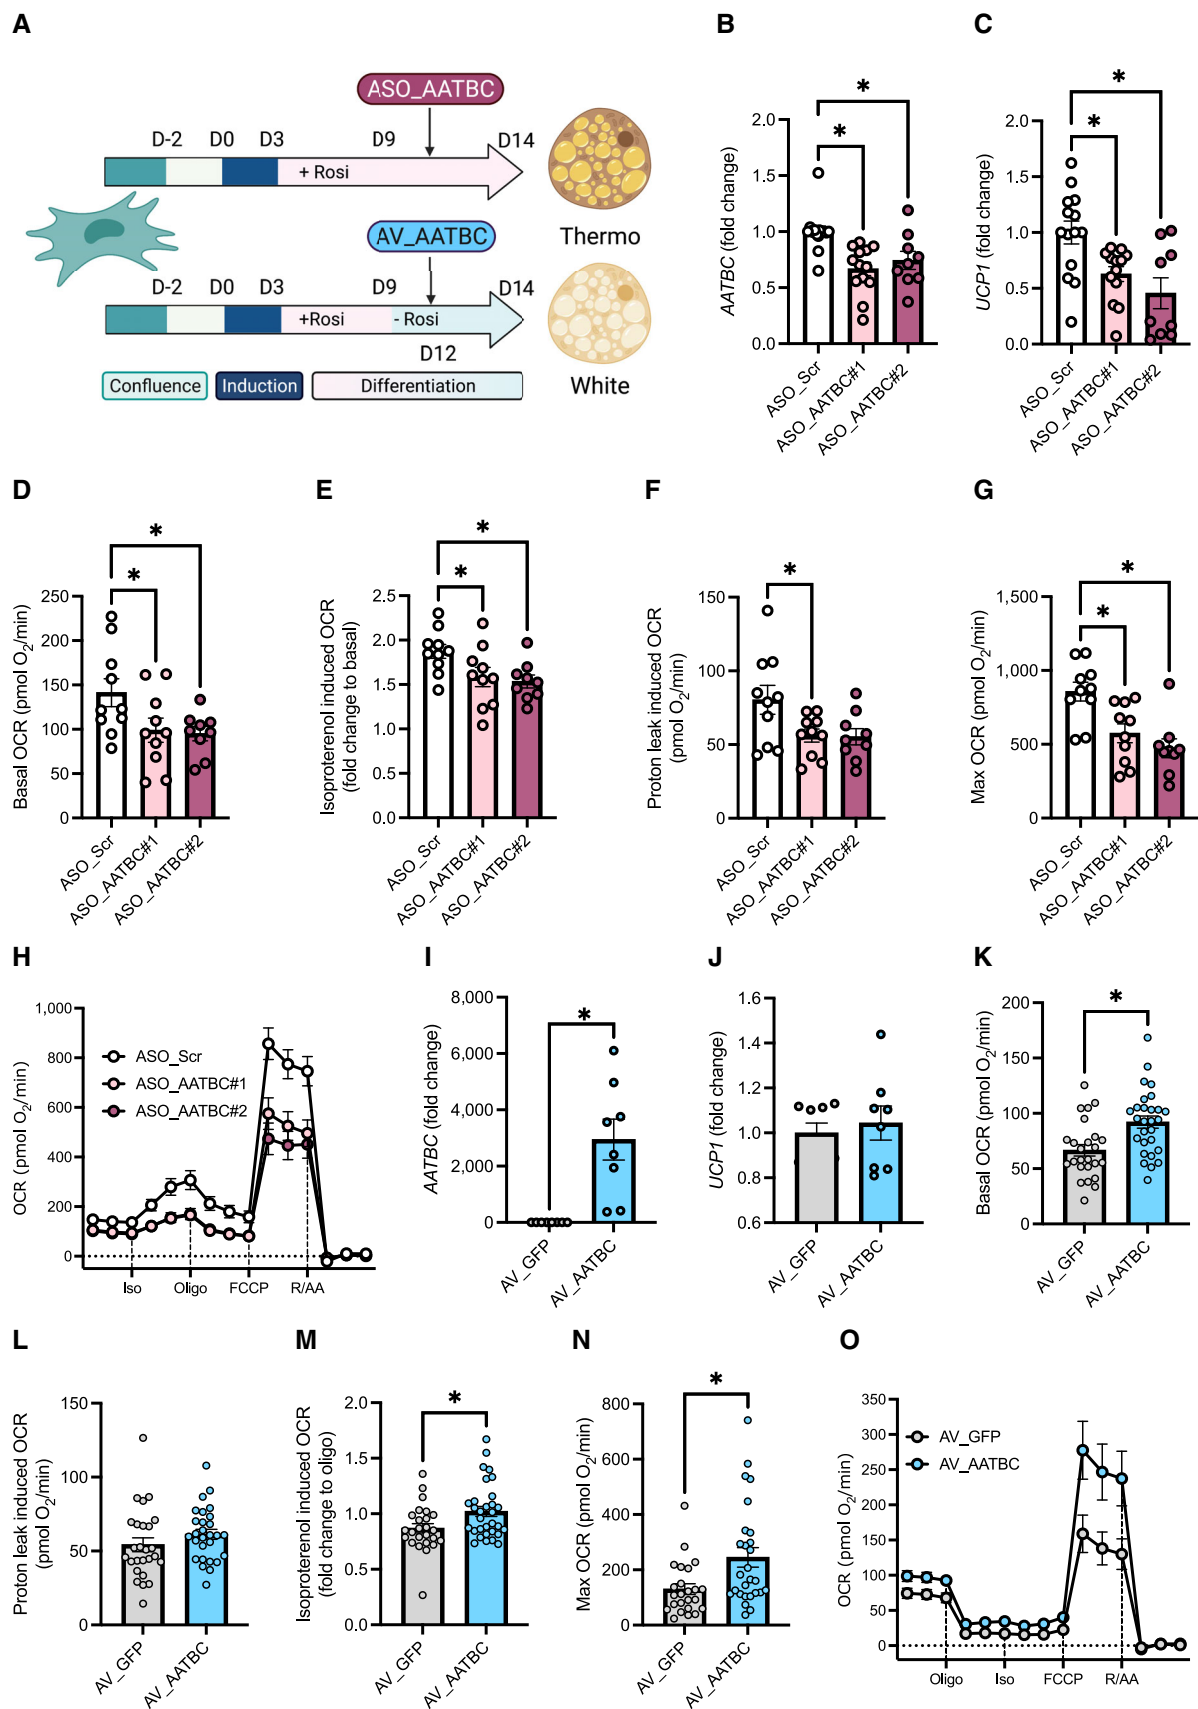 A
ASO_AATBC
D-2 D0 D3 D9 D14
+ Rosi
Thermo
AV_AATBC
D-2 D0 D3 D9 D14
+Rosi - Rosi
D12
White
Confluence Induction Differentiation
B
AATBC (fold change)
2.0
1.5
1.0
0.5
0.0
*
*
ASO_Scr
ASO_AATBC#1
ASO_AATBC#2
C
UCP1 (fold change)
2.0
1.5
1.0
0.5
0.0
*
*
ASO_Scr
ASO_AATBC#1
ASO_AATBC#2
D
Basal OCR (pmol O2/min)
250
200
150
100
50
0
*
*
ASO_Scr
ASO_AATBC#1
ASO_AATBC#2
E
Isoproterenol induced OCR
(fold change to basal)
2.5
2.0
1.5
1.0
0.5
0.0
*
*
ASO_Scr
ASO_AATBC#1
ASO_AATBC#2
F
Proton leak induced OCR
(pmol O2/min)
150
100
50
0
*
ASO_Scr
ASO_AATBC#1
ASO_AATBC#2
G
Max OCR (pmol O2/min)
1,500
1,000
500
0
*
*
ASO_Scr
ASO_AATBC#1
ASO_AATBC#2
H
OCR (pmol O2/min)
1,000
800
600
400
200
0
ASO_Scr
ASO_AATBC#1
ASO_AATBC#2
Iso Oligo FCCP R/AA
I
AATBC (fold change)
8,000
6,000
4,000
2,000
0
*
AV_GFP
AV_AATBC
J
UCP1 (fold change)
1.6
1.4
1.2
1.0
0.8
0.6
AV_GFP
AV_AATBC
K
Basal OCR (pmol O2/min)
200
150
100
50
0
*
AV_GFP
AV_AATBC
L
Proton leak induced OCR
(pmol O2/min)
150
100
50
0
AV_GFP
AV_AATBC
M
Isoproterenol induced OCR
(fold change to oligo)
2.0
1.5
1.0
0.5
0.0
*
AV_GFP
AV_AATBC
N
Max OCR (pmol O2/min)
800
600
400
200
0
*
AV_GFP
AV_AATBC
O
OCR (pmol O2/min)
350
300
250
200
150
100
50
0
AV_GFP
AV_AATBC
Oligo Iso FCCP R/AA